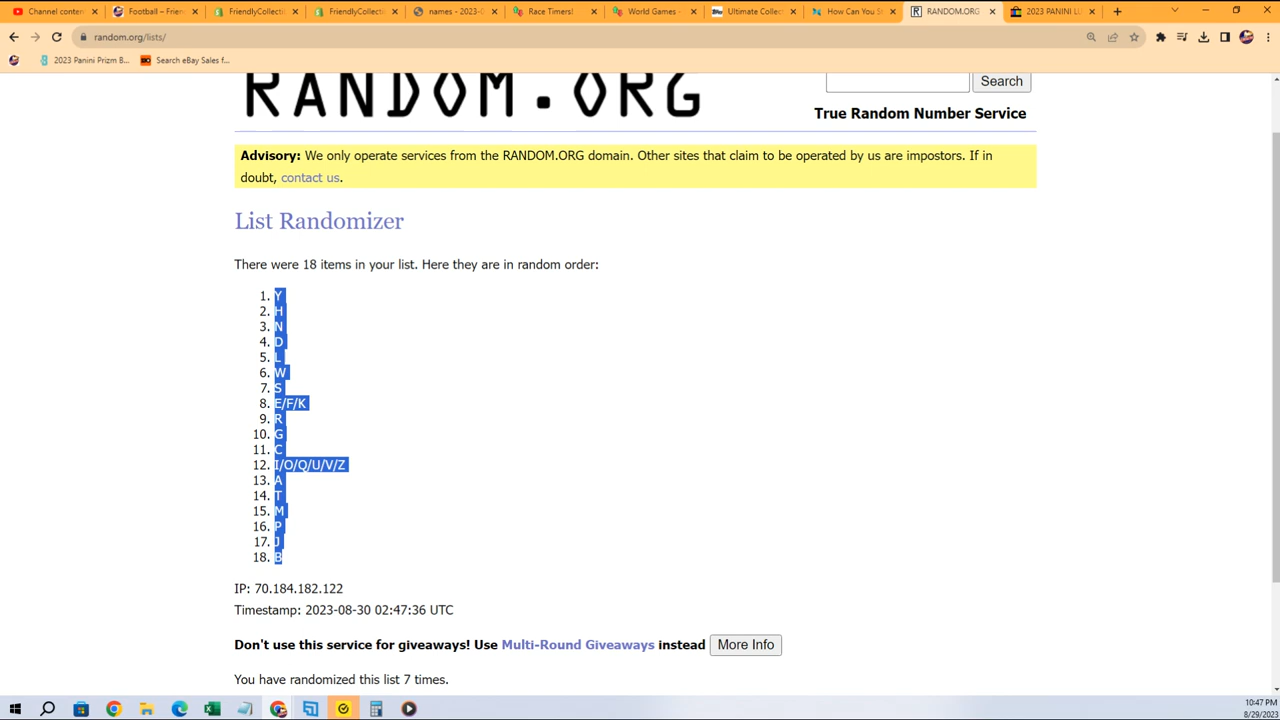 Channel conten
Football – Frien
FriendlyCollecti
FriendlyCollecti
names - 2023-0
Race Timers!
World Games -
Ultimate Collec
How Can You S
RANDOM.ORG
2023 PANINI LU
random.org/lists/
2023 Panini Prizm B...
Search eBay Sales f...
RANDOM.ORG
Search
True Random Number Service
Advisory: We only operate services from the RANDOM.ORG domain. Other sites that claim to be operated by us are impostors. If in
doubt, contact us.
List Randomizer
There were 18 items in your list. Here they are in random order:
1. Y
2. H
3. N
4. D
5. L
6. W
7. S
8. E/F/K
9. R
10. G
11. C
12. I/O/Q/U/V/Z
13. A
14. T
15. M
16. P
17. J
18. B
IP: 70.184.182.122
Timestamp: 2023-08-30 02:47:36 UTC
Don't use this service for giveaways! Use Multi-Round Giveaways instead More Info
You have randomized this list 7 times.
10:47 PM
8/29/2023